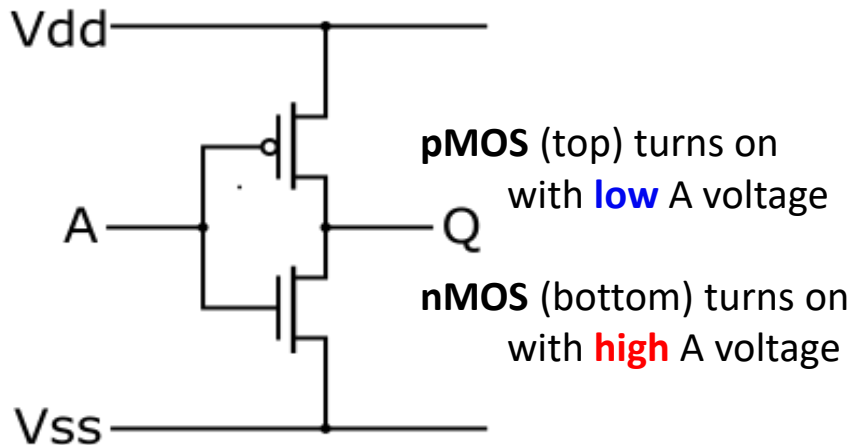 Vdd
pMOS (top) turns on
with low A voltage
A
Q
nMOS (bottom) turns on
with high A voltage
Vss